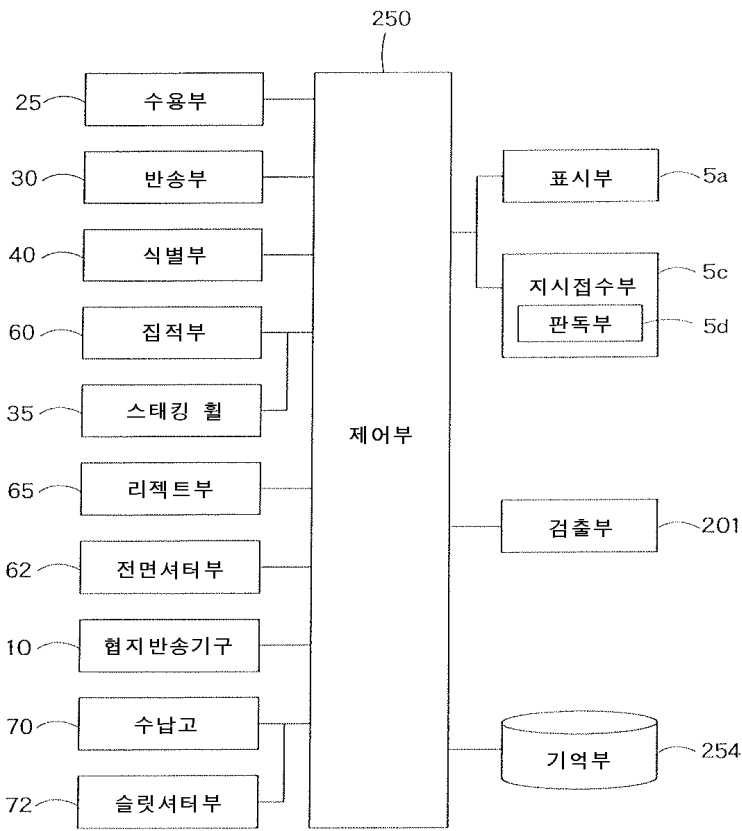 250
25 수용부
30 반송부
40 식별부
60 집적부
35 스태킹 휠
65 리젝트부
62 전면셔터부
10 협지반송기구
70 수납고
72 슬릿셔터부
제어부
표시부 5a
지시접수부 5c
판독부 5d
검출부 201
기억부 254